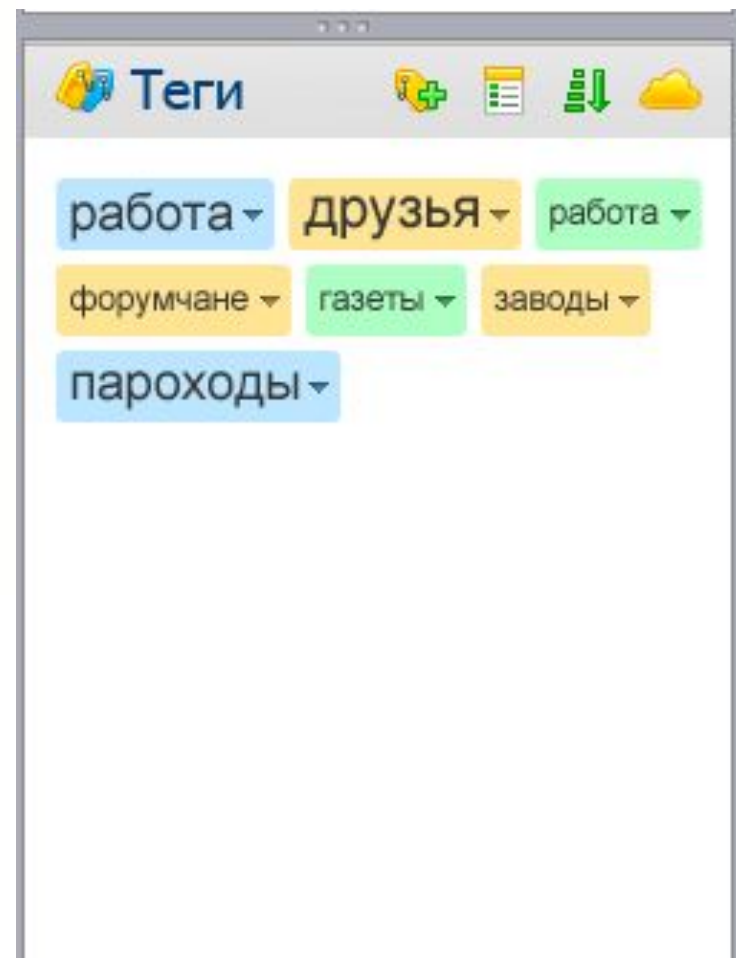 Теги
работа друзья работа
форумчане газеты заводы
пароходы